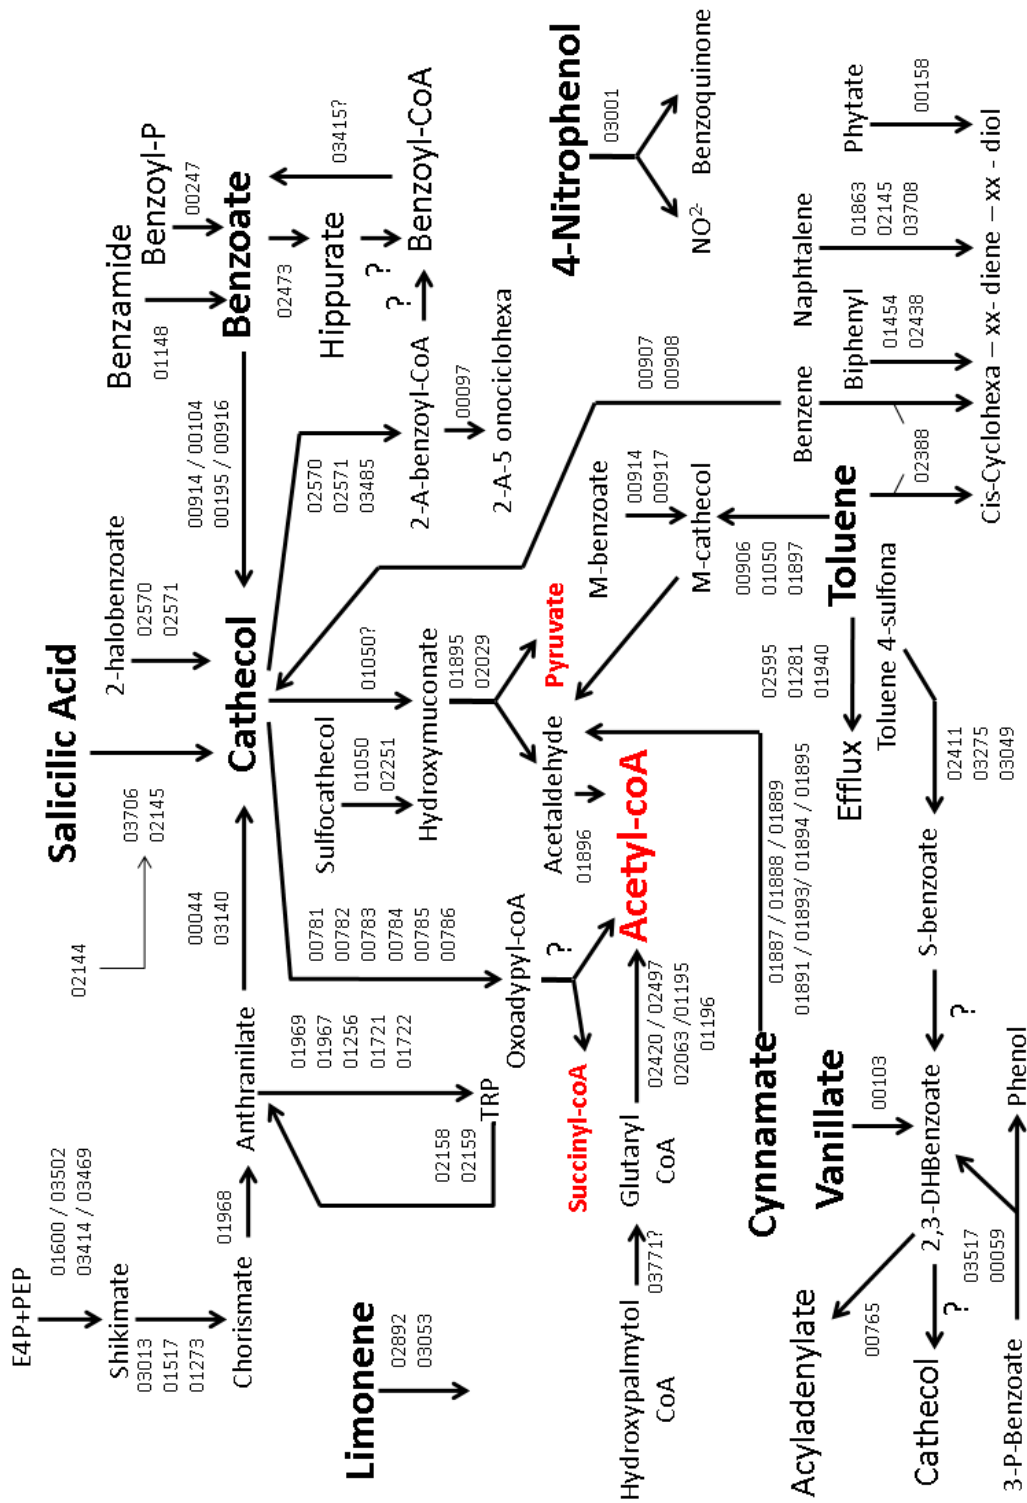 E4P+PEP
01600 / 03502
03414 / 03469
Shikimate
03013
01517
01273
Chorismate
01968
Anthranilate
00044
03140
02144
03706
02145
Salicilic Acid
2-halobenzoate
02570
02571
Cathecol
00914 / 00104
00195 / 00916
Benzamide
01148
Benzoyl-P
00247
Benzoate
02473
Hippurate
?
03415?
Benzoyl-CoA
01969
01967
01256
01721
01722
02158
02159
TRP
00781
00782
00783
00784
00785
00786
Oxoadypyl-coA
?
Sulfocathecol
01050
02251
01050?
Hydroxymuconate
01895
02029
02570
02571
03485
2-A-benzoyl-CoA
?
00097
2-A-5 onociclohexa
Limonene
02892
03053
Succinyl-coA
Acetaldehyde
01896
Pyruvate
Acetyl-coA
4-Nitrophenol
03001
NO2-
Benzoquinone
Hydroxypalmytol
CoA
03771?
Glutaryl
CoA
02420 / 02497
02063 /01195
01196
M-benzoate
00914
00917
M-cathecol
00907
00908
00906
01050
01897
Cynnamate
01887 / 01888 / 01889
01891 / 01893/ 01894 / 01895
02595
01281
01940
Toluene
Benzene
Biphenyl
01454
02438
Naphtalene
01863
02145
03708
Phytate
00158
02388
Cis-Cyclohexa – xx- diene – xx - diol
Vanillate
00103
Efflux
Toluene 4-sulfona
02411
03275
03049
Acyladenylate
00765
Cathecol
?
2,3-DHBenzoate
?
S-benzoate
03517
00059
3-P-Benzoate
Phenol